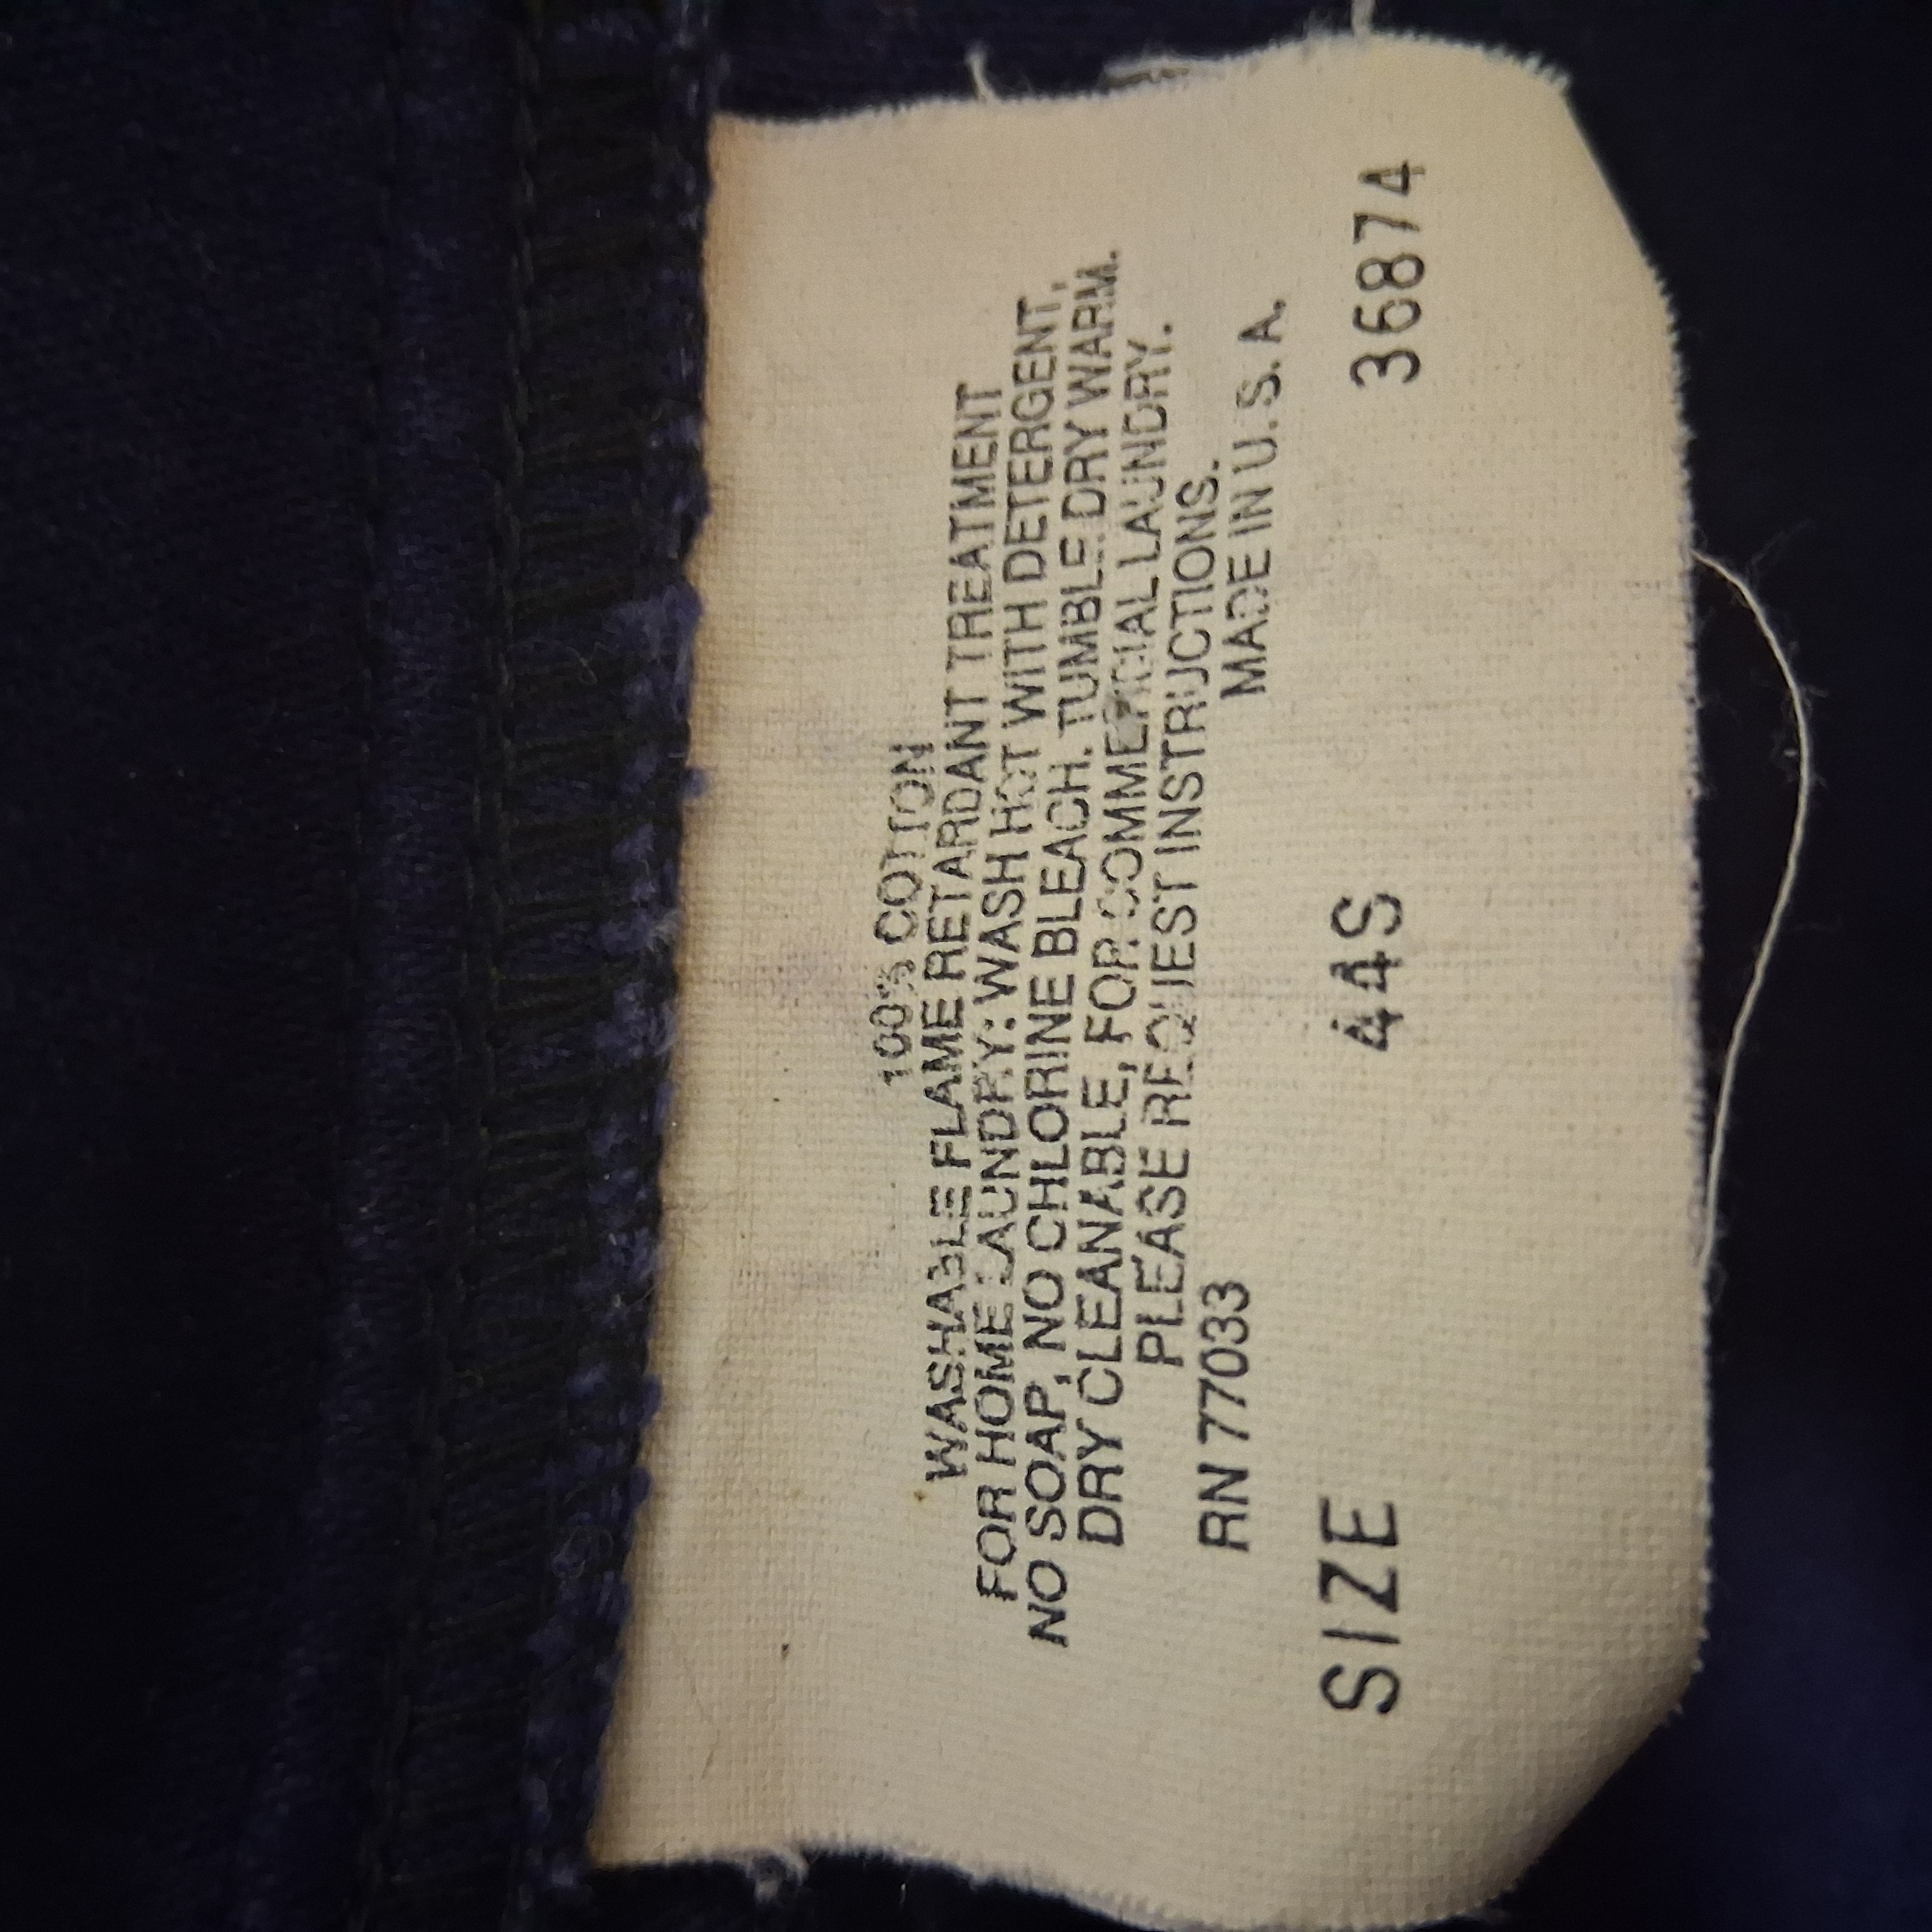 100% COTTON
WASHABLE FLAME RETARDANT TREATMENT
FOR HOME LAUNDRY: WASH HOT WITH DETERGENT,
NO SOAP, NO CHLORINE BLEACH. TUMBLE DRY WARM.
DRY CLEANABLE, FOR COMMERCIAL LAUNDRY.
PLEASE REQUEST INSTRUCTIONS.
RN 77033 MADE IN U.S.A.
SIZE 44S 36874